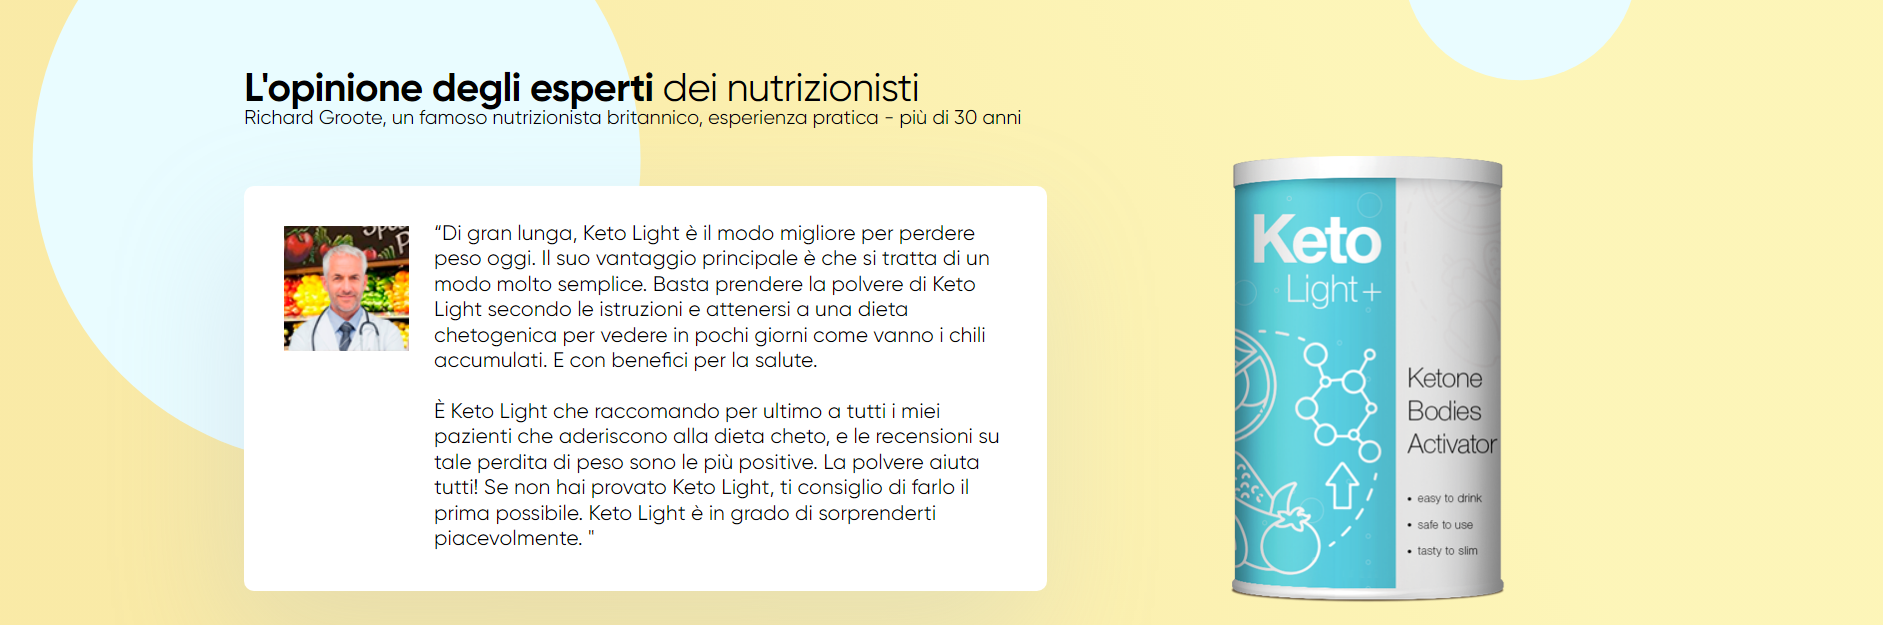 L'opinione degli esperti dei nutrizionisti
Richard Groote, un famoso nutrizionista britannico, esperienza pratica - più di 30 anni
“Di gran lunga, Keto Light è il modo migliore per perdere
peso oggi. Il suo vantaggio principale è che si tratta di un
modo molto semplice. Basta prendere la polvere di Keto
Light secondo le istruzioni e attenersi a una dieta
chetogenica per vedere in pochi giorni come vanno i chili
accumulati. E con benefici per la salute.
È Keto Light che raccomando per ultimo a tutti i miei
pazienti che aderiscono alla dieta cheto, e le recensioni su
tale perdita di peso sono le più positive. La polvere aiuta
tutti! Se non hai provato Keto Light, ti consiglio di farlo il
prima possibile. Keto Light è in grado di sorprenderti
piacevolmente. "
Keto
Light+
Ketone
Bodies
Activator
• easy to drink
• safe to use
• tasty to slim